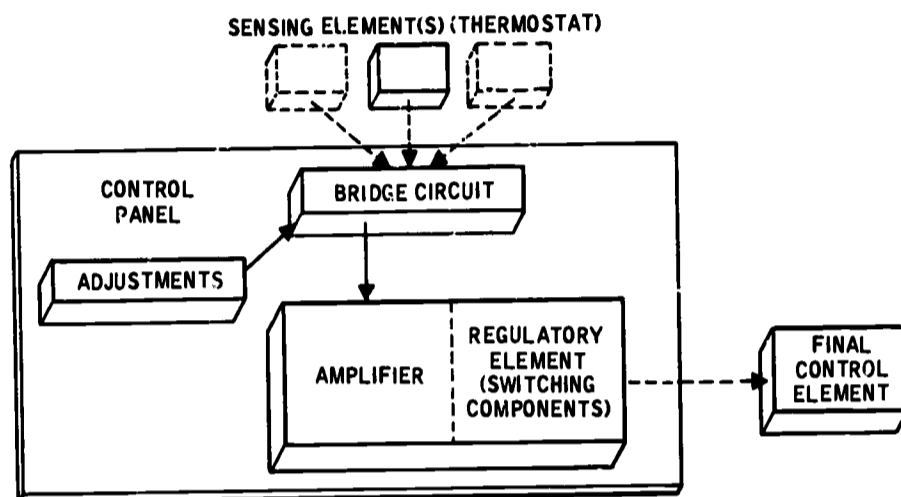 SENSING ELEMENT(S) (THERMOSTAT)
CONTROL
PANEL
BRIDGE CIRCUIT
ADJUSTMENTS
AMPLIFIER
REGULATORY
ELEMENT
(SWITCHING
COMPONENTS)
FINAL
CONTROL
ELEMENT